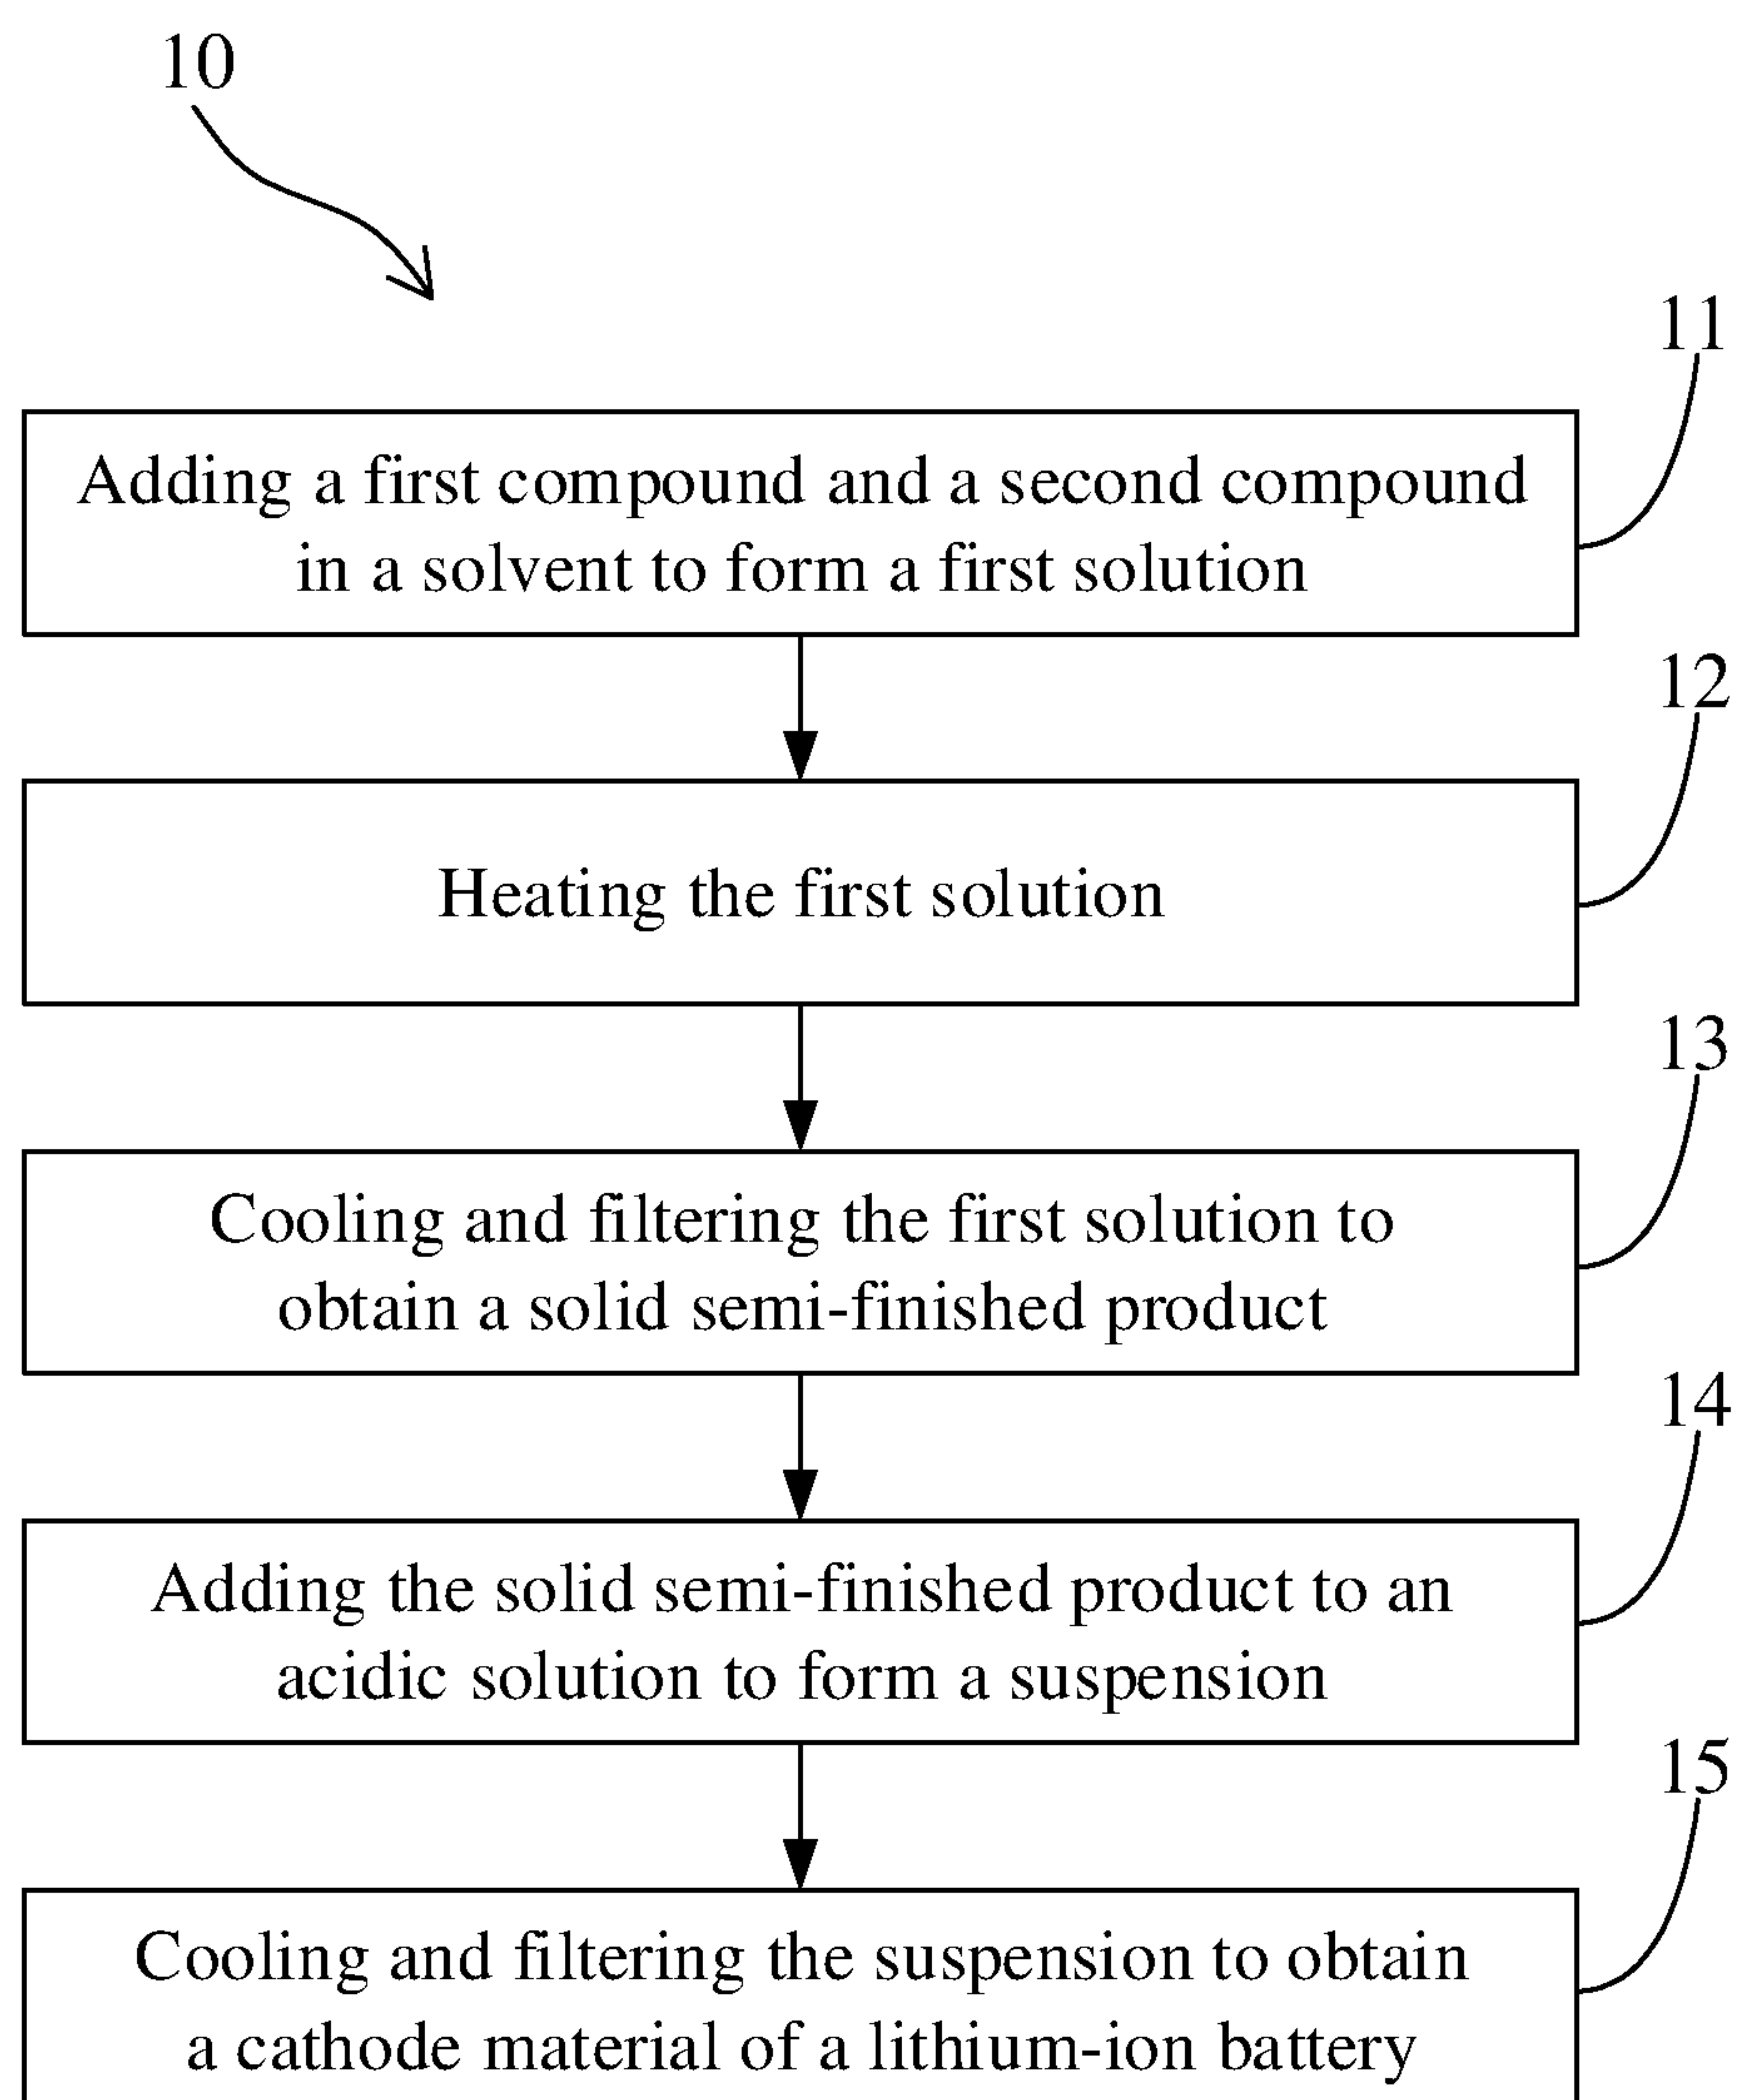 10
11
Adding a first compound and a second compound
in a solvent to form a first solution
12
Heating the first solution
13
Cooling and filtering the first solution to
obtain a solid semi-finished product
14
Adding the solid semi-finished product to an
acidic solution to form a suspension
15
Cooling and filtering the suspension to obtain
a cathode material of a lithium-ion battery